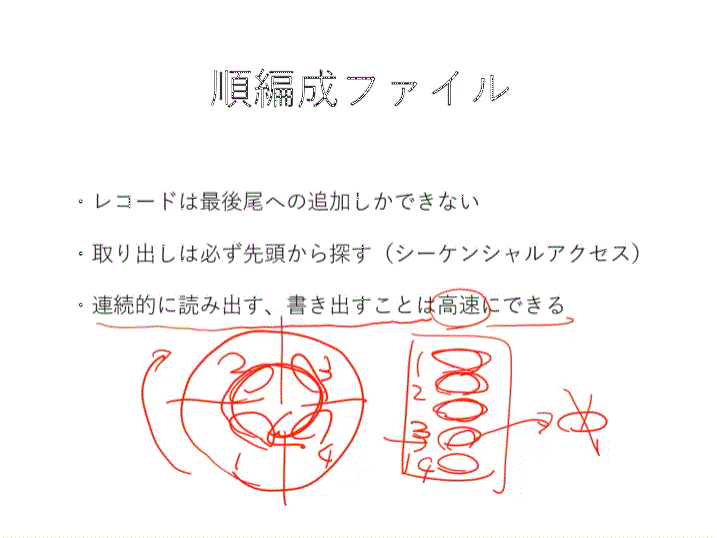 順編成ファイル
・レコードは最後尾への追加しかできない
・取り出しは必ず先頭から探す（シーケンシャルアクセス）
・連続的に読み出す、書き出すことは高速にできる
2 3
1 4
1
2
3
4